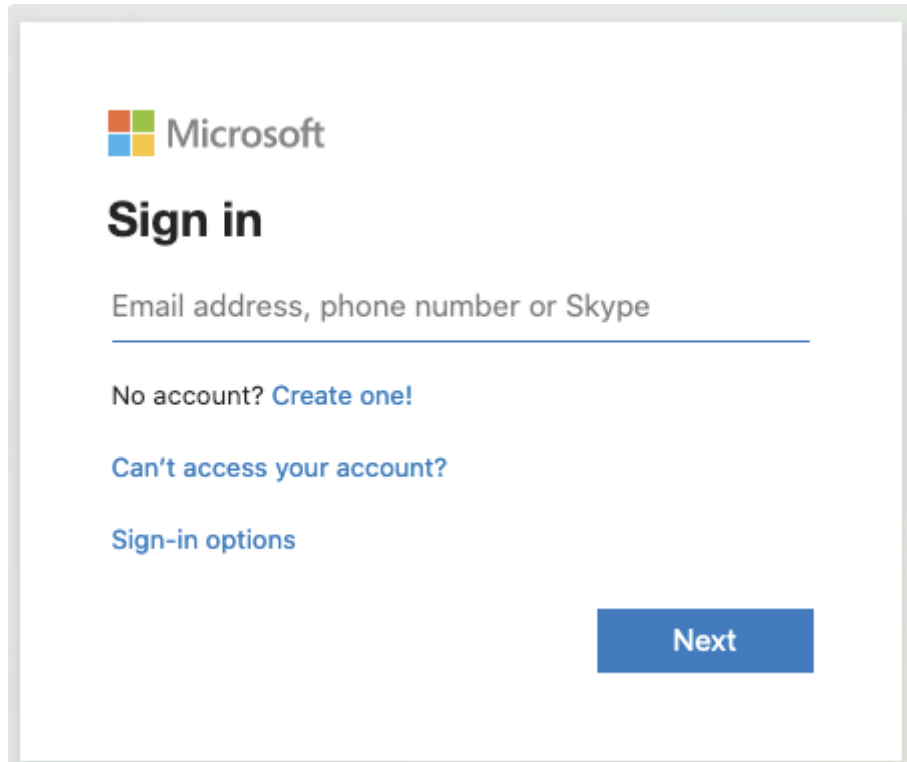 Microsoft
Sign in
Email address, phone number or Skype
No account? Create one!
Can’t access your account?
Sign-in options
Next